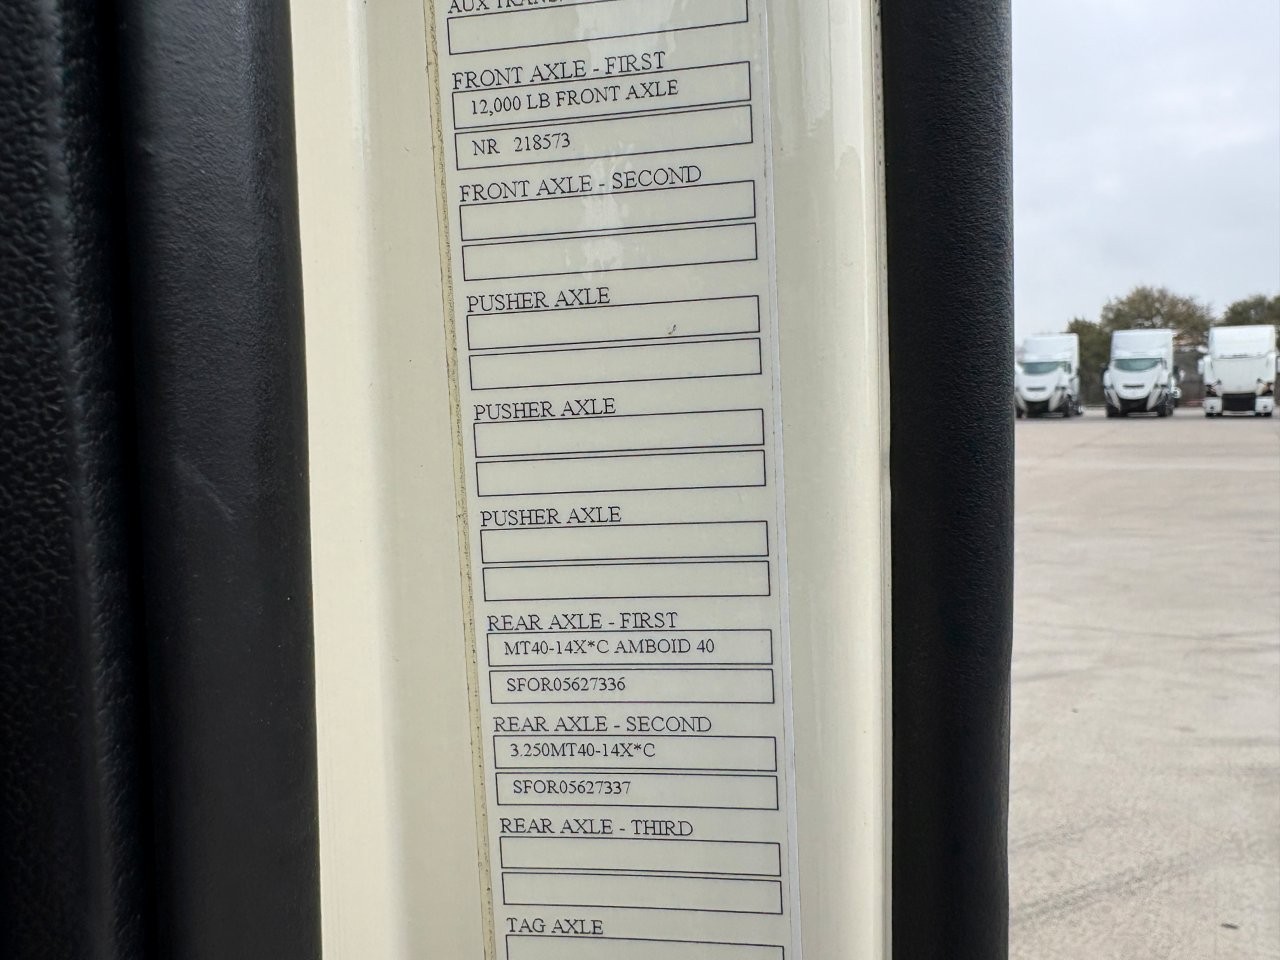 AUX
FRONT AXLE - FIRST
12,000 LB FRONT AXLE
NR 218573
FRONT AXLE - SECOND
PUSHER AXLE
PUSHER AXLE
PUSHER AXLE
REAR AXLE - FIRST
MT40-14X*C AMBOID 40
SFOR05627336
REAR AXLE - SECOND
3.250MT40-14X*C
SFOR05627337
REAR AXLE - THIRD
TAG AXLE